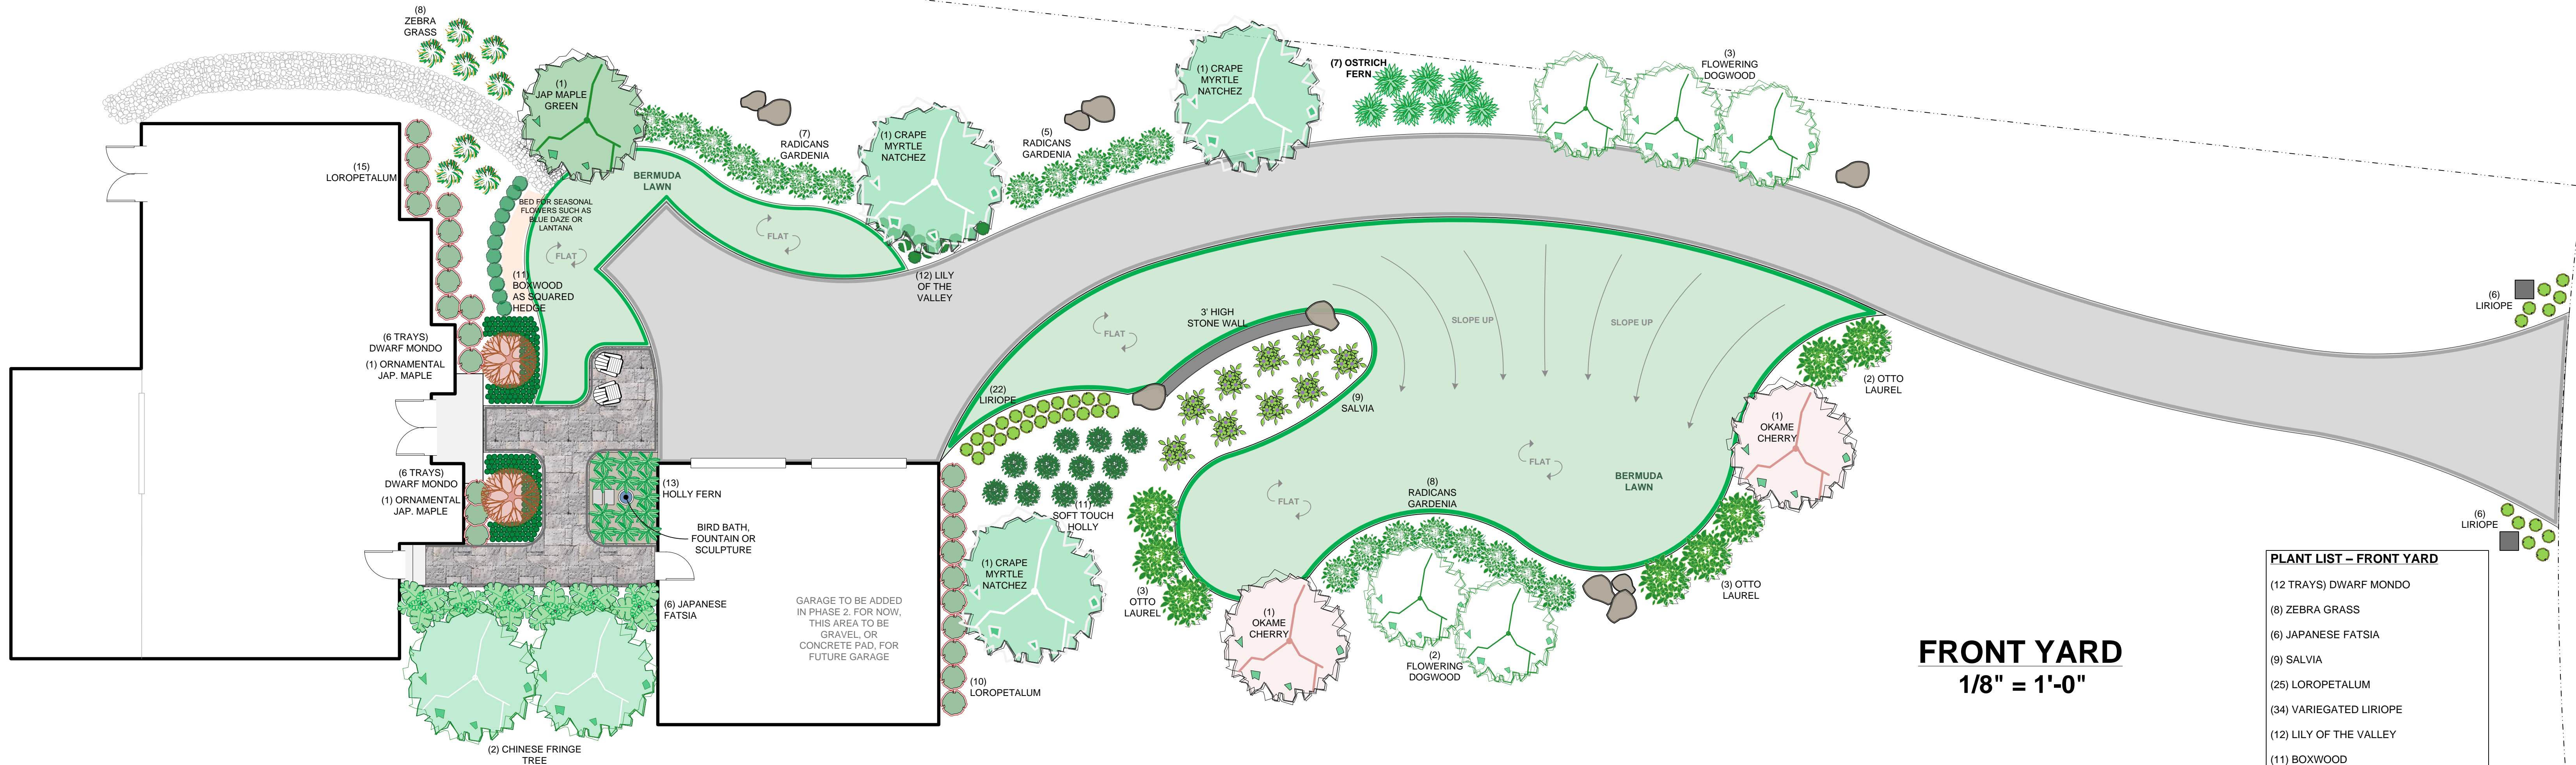 (8)
ZEBRA
GRASS
(1)
JAP MAPLE
GREEN
(15)
LOROPETALUM
BERMUDA
LAWN
BED FOR SEASONAL
FLOWERS SUCH AS
BLUE DAZE OR
LANTANA
FLAT
(11)
BOXWOOD
AS SQUARED
HEDGE
(7)
RADICANS
GARDENIA
FLAT
(1) CRAPE
MYRTLE
NATCHEZ
(12) LILY
OF THE
VALLEY
(5)
RADICANS
GARDENIA
(1) CRAPE
MYRTLE
NATCHEZ
(7) OSTRICH
FERN
(3)
FLOWERING
DOGWOOD
(6 TRAYS)
DWARF MONDO
(1) ORNAMENTAL
JAP. MAPLE
(6 TRAYS)
DWARF MONDO
(1) ORNAMENTAL
JAP. MAPLE
(13)
HOLLY FERN
BIRD BATH,
FOUNTAIN OR
SCULPTURE
(6) JAPANESE
FATSIA
(2) CHINESE FRINGE
TREE
GARAGE TO BE ADDED
IN PHASE 2. FOR NOW,
THIS AREA TO BE
GRAVEL, OR
CONCRETE PAD, FOR
FUTURE GARAGE
(10)
LOROPETALUM
(1) CRAPE
MYRTLE
NATCHEZ
(11)
SOFT TOUCH
HOLLY
(22)
LIRIOPE
FLAT
3' HIGH
STONE WALL
(9)
SALVIA
SLOPE UP
SLOPE UP
FLAT
FLAT
BERMUDA
LAWN
(8)
RADICANS
GARDENIA
(3)
OTTO
LAUREL
(1)
OKAME
CHERRY
(2)
FLOWERING
DOGWOOD
(3) OTTO
LAUREL
(1)
OKAME
CHERRY
(2) OTTO
LAUREL
(6)
LIRIOPE
(6)
LIRIOPE
FRONT YARD
1/8" = 1'-0"
PLANT LIST – FRONT YARD
(12 TRAYS) DWARF MONDO
(8) ZEBRA GRASS
(6) JAPANESE FATSIA
(9) SALVIA
(25) LOROPETALUM
(34) VARIEGATED LIRIOPE
(12) LILY OF THE VALLEY
(11) BOXWOOD